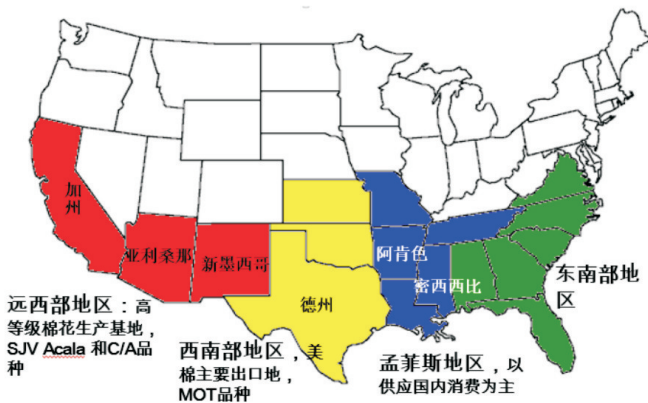 加
州
亚利桑那
新墨西哥
德州
阿肯色
密西西比
东南部地
区
远西部地区：高
等级棉花生产基地，
SJV Acala 和C/A品
种
西南部地区，美
棉主要出口地，
MOT品种
孟菲斯地区，以
供应国内消费为主